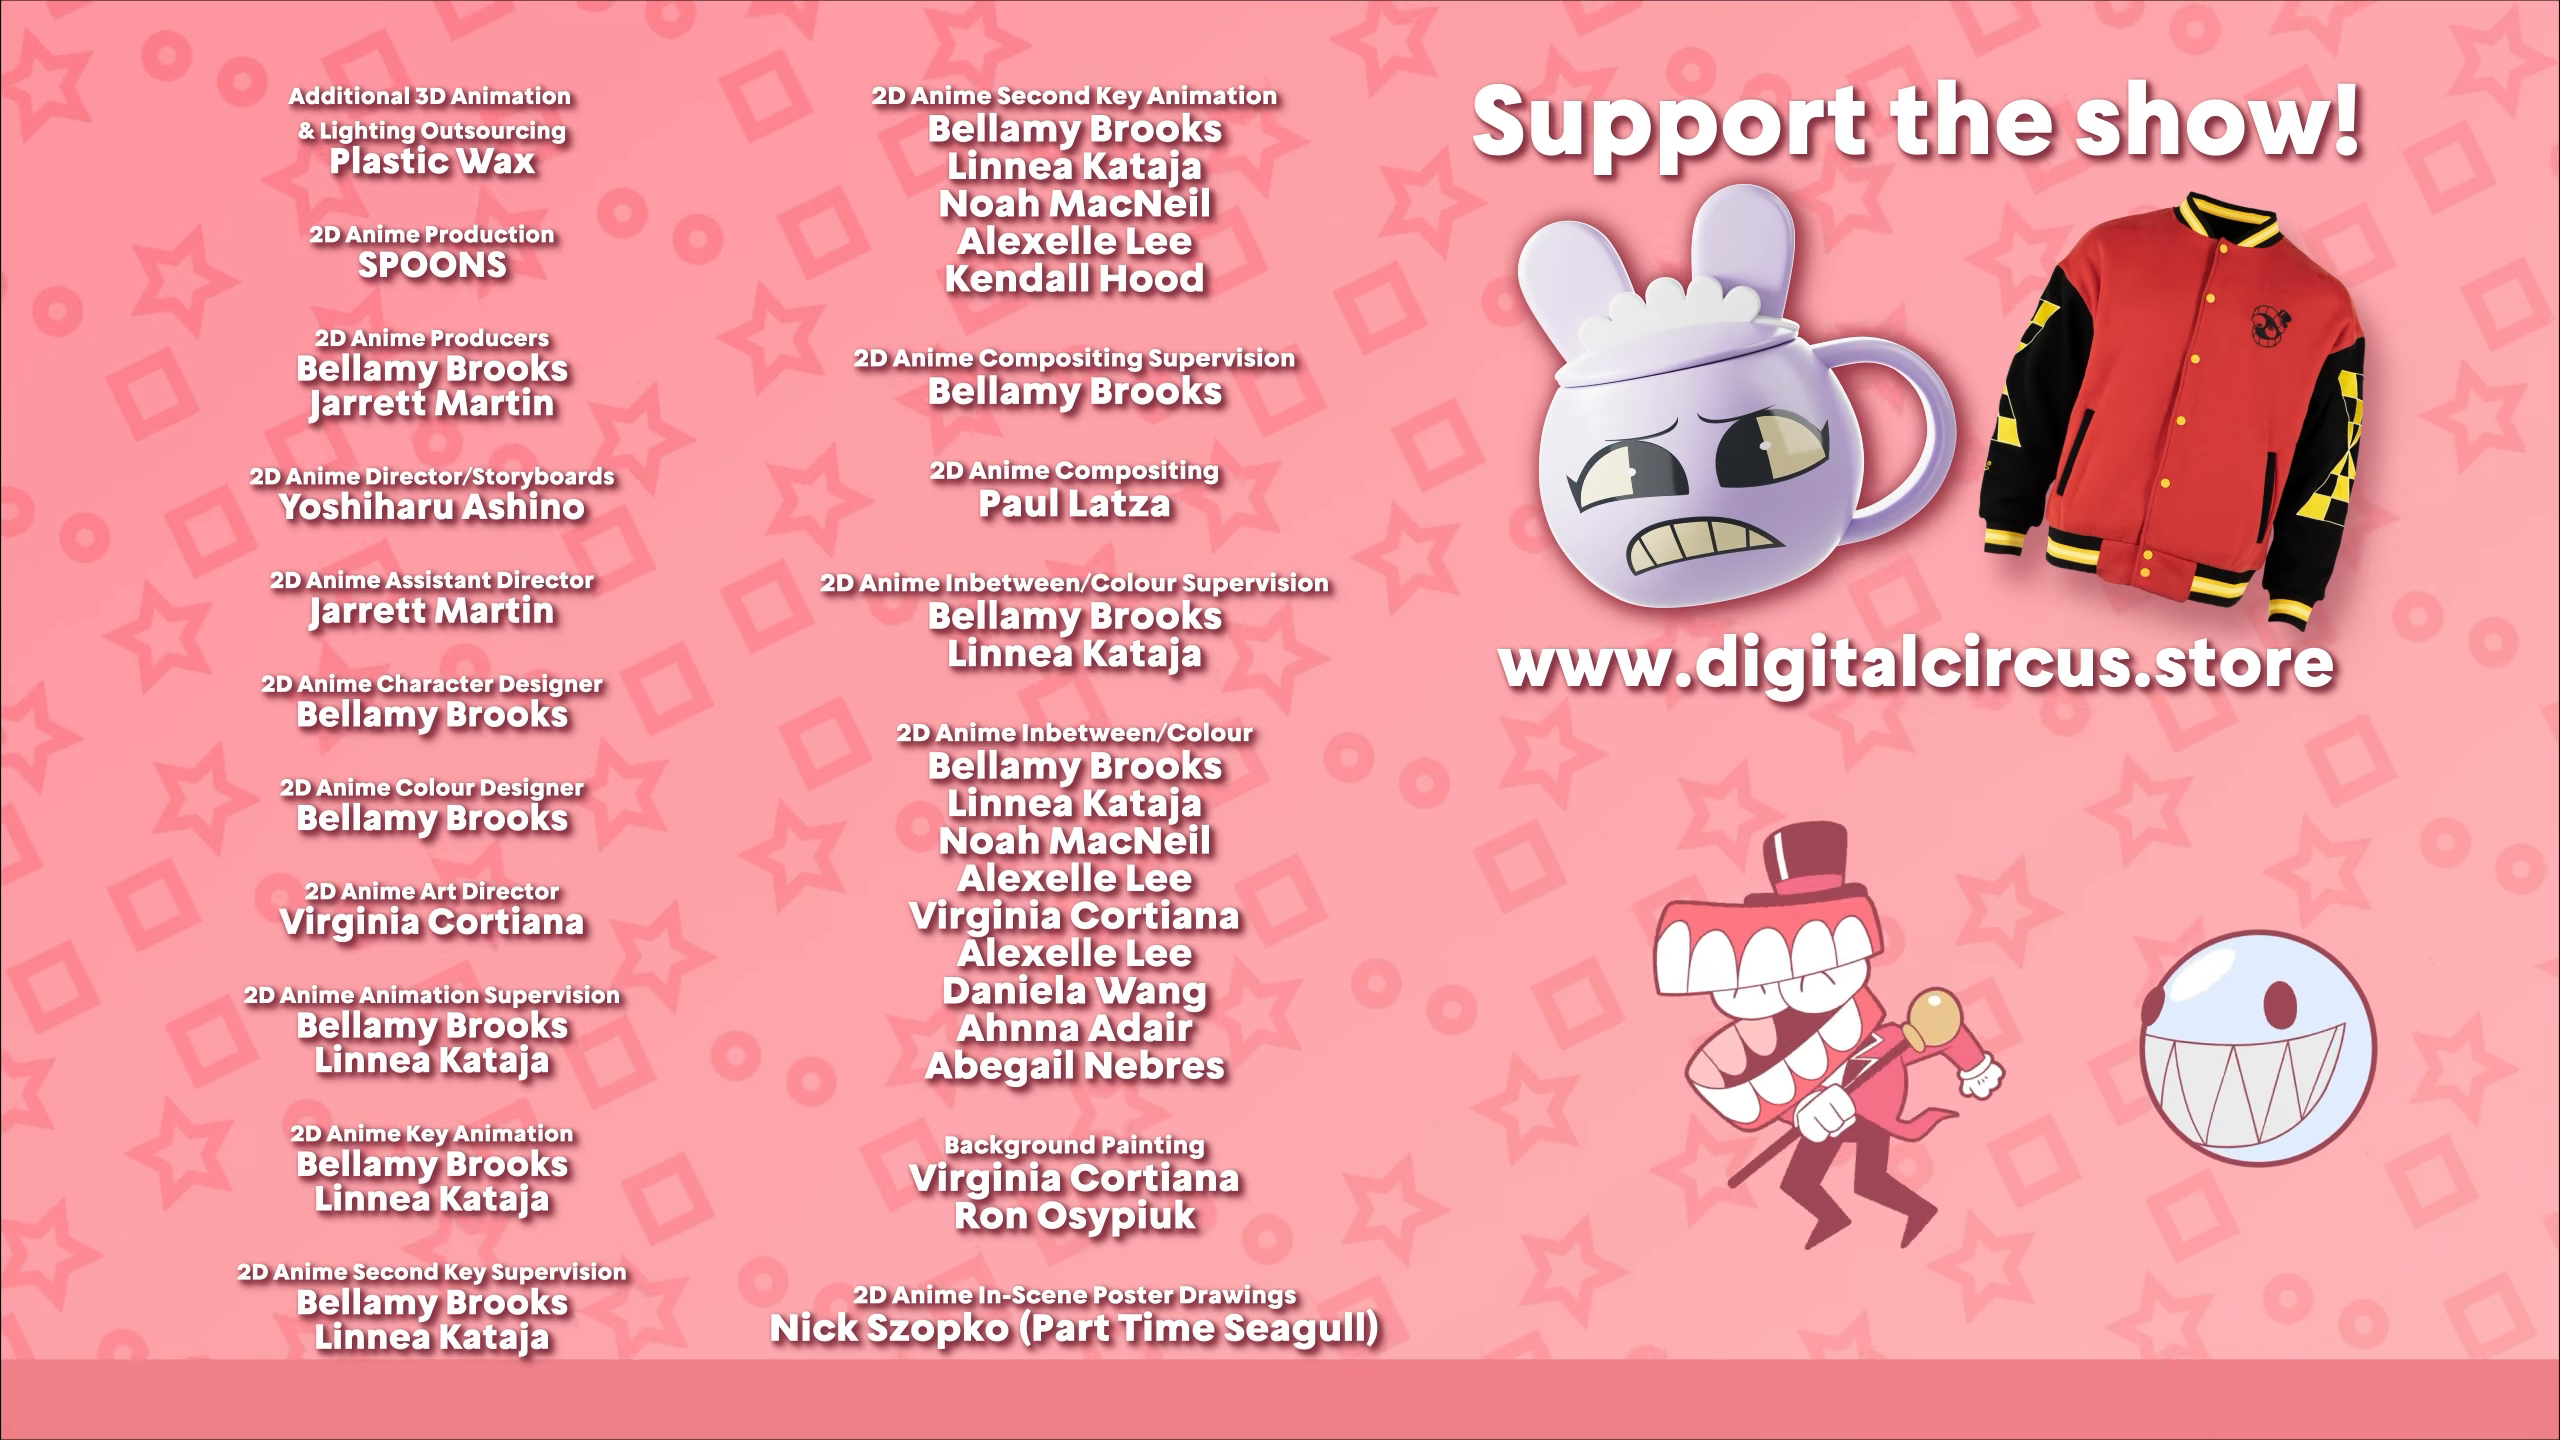 Additional 3D Animation
& Lighting Outsourcing
Plastic Wax
2D Anime Production
SPOONS
2D Anime Producers
Bellamy Brooks
Jarrett Martin
2D Anime Director/Storyboards
Yoshiharu Ashino
2D Anime Assistant Director
Jarrett Martin
2D Anime Character Designer
Bellamy Brooks
2D Anime Colour Designer
Bellamy Brooks
2D Anime Art Director
Virginia Cortiana
2D Anime Animation Supervision
Bellamy Brooks
Linnea Kataja
2D Anime Key Animation
Bellamy Brooks
Linnea Kataja
2D Anime Second Key Supervision
Bellamy Brooks
Linnea Kataja
2D Anime Second Key Animation
Bellamy Brooks
Linnea Kataja
Noah MacNeil
Alexelle Lee
Kendall Hood
2D Anime Compositing Supervision
Bellamy Brooks
2D Anime Compositing
Paul Latza
2D Anime Inbetween/Colour Supervision
Bellamy Brooks
Linnea Kataja
2D Anime Inbetween/Colour
Bellamy Brooks
Linnea Kataja
Noah MacNeil
Alexelle Lee
Virginia Cortiana
Alexelle Lee
Daniela Wang
Ahnna Adair
Abegail Nebres
Background Painting
Virginia Cortiana
Ron Osypiuk
2D Anime In-Scene Poster Drawings
Nick Szopko (Part Time Seagull)
Support the show!
www.digitalcircus.store